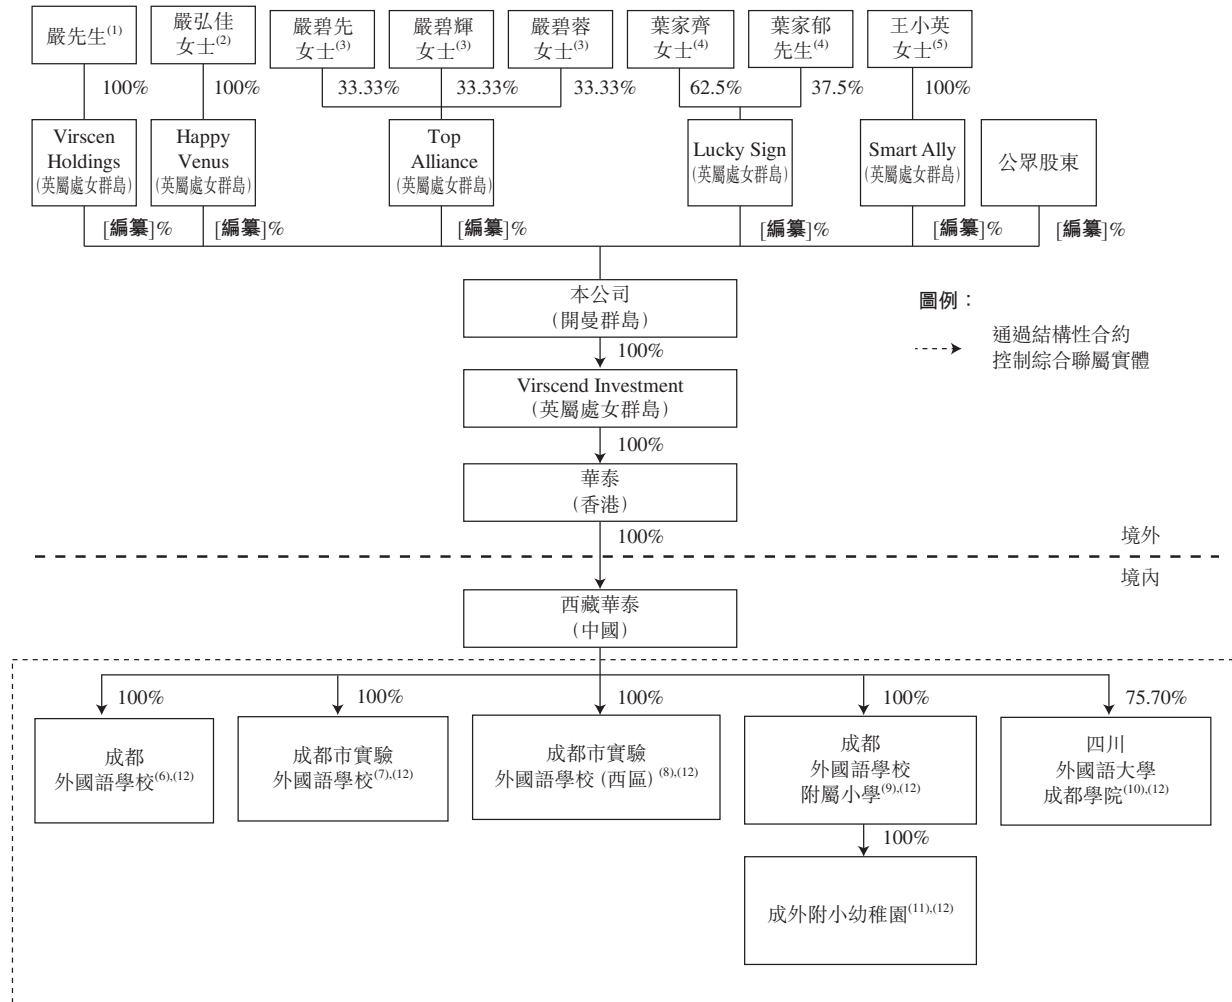 嚴先生(1)
嚴弘佳
女士(2)
嚴碧先
女士(3)
嚴碧輝
女士(3)
嚴碧蓉
女士(3)
葉家齊
女士(4)
葉家郁
先生(4)
王小英
女士(5)
100%
100%
33.33%
33.33%
33.33%
62.5%
37.5%
100%
Virscen
Holdings
(英屬處女群島)
Happy
Venus
(英屬處女群島)
Top
Alliance
(英屬處女群島)
Lucky Sign
(英屬處女群島)
Smart Ally
(英屬處女群島)
公眾股東
[編纂]%
[編纂]%
[編纂]%
[編纂]%
[編纂]%
[編纂]%
本公司
(開曼群島)
圖例：
通過結構性合約
控制綜合聯屬實體
100%
Virscend Investment
(英屬處女群島)
100%
華泰
(香港)
100%
境外
境內
西藏華泰
(中國)
100%
100%
100%
100%
75.70%
成都
外國語學校(6),(12)
成都市實驗
外國語學校(7),(12)
成都市實驗
外國語學校 (西區) (8),(12)
成都
外國語學校
附屬小學(9),(12)
四川
外國語大學
成都學院(10),(12)
100%
成外附小幼稚園(11),(12)